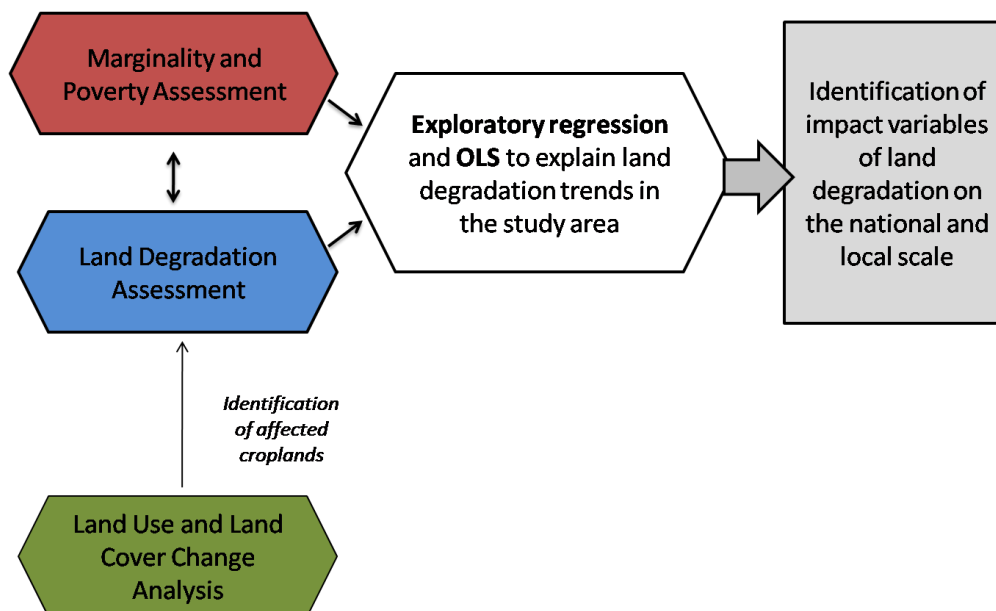 Marginality and
Poverty Assessment
Exploratory regression
and OLS to explain land
degradation trends in
the study area
Identification of
impact variables
of land
degradation on
the national and
local scale
Land Degradation
Assessment
Identification
of affected
croplands
Land Use and Land
Cover Change
Analysis